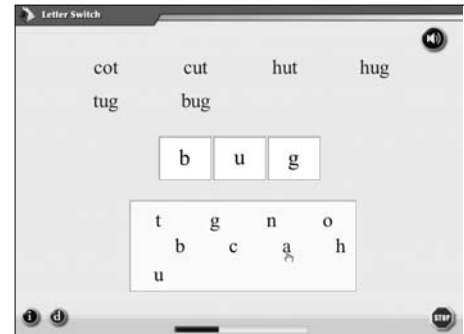 Letter Switch
cot cut hut hug
tug bug
b u g
t g n o
b c a h
u
i d STOP